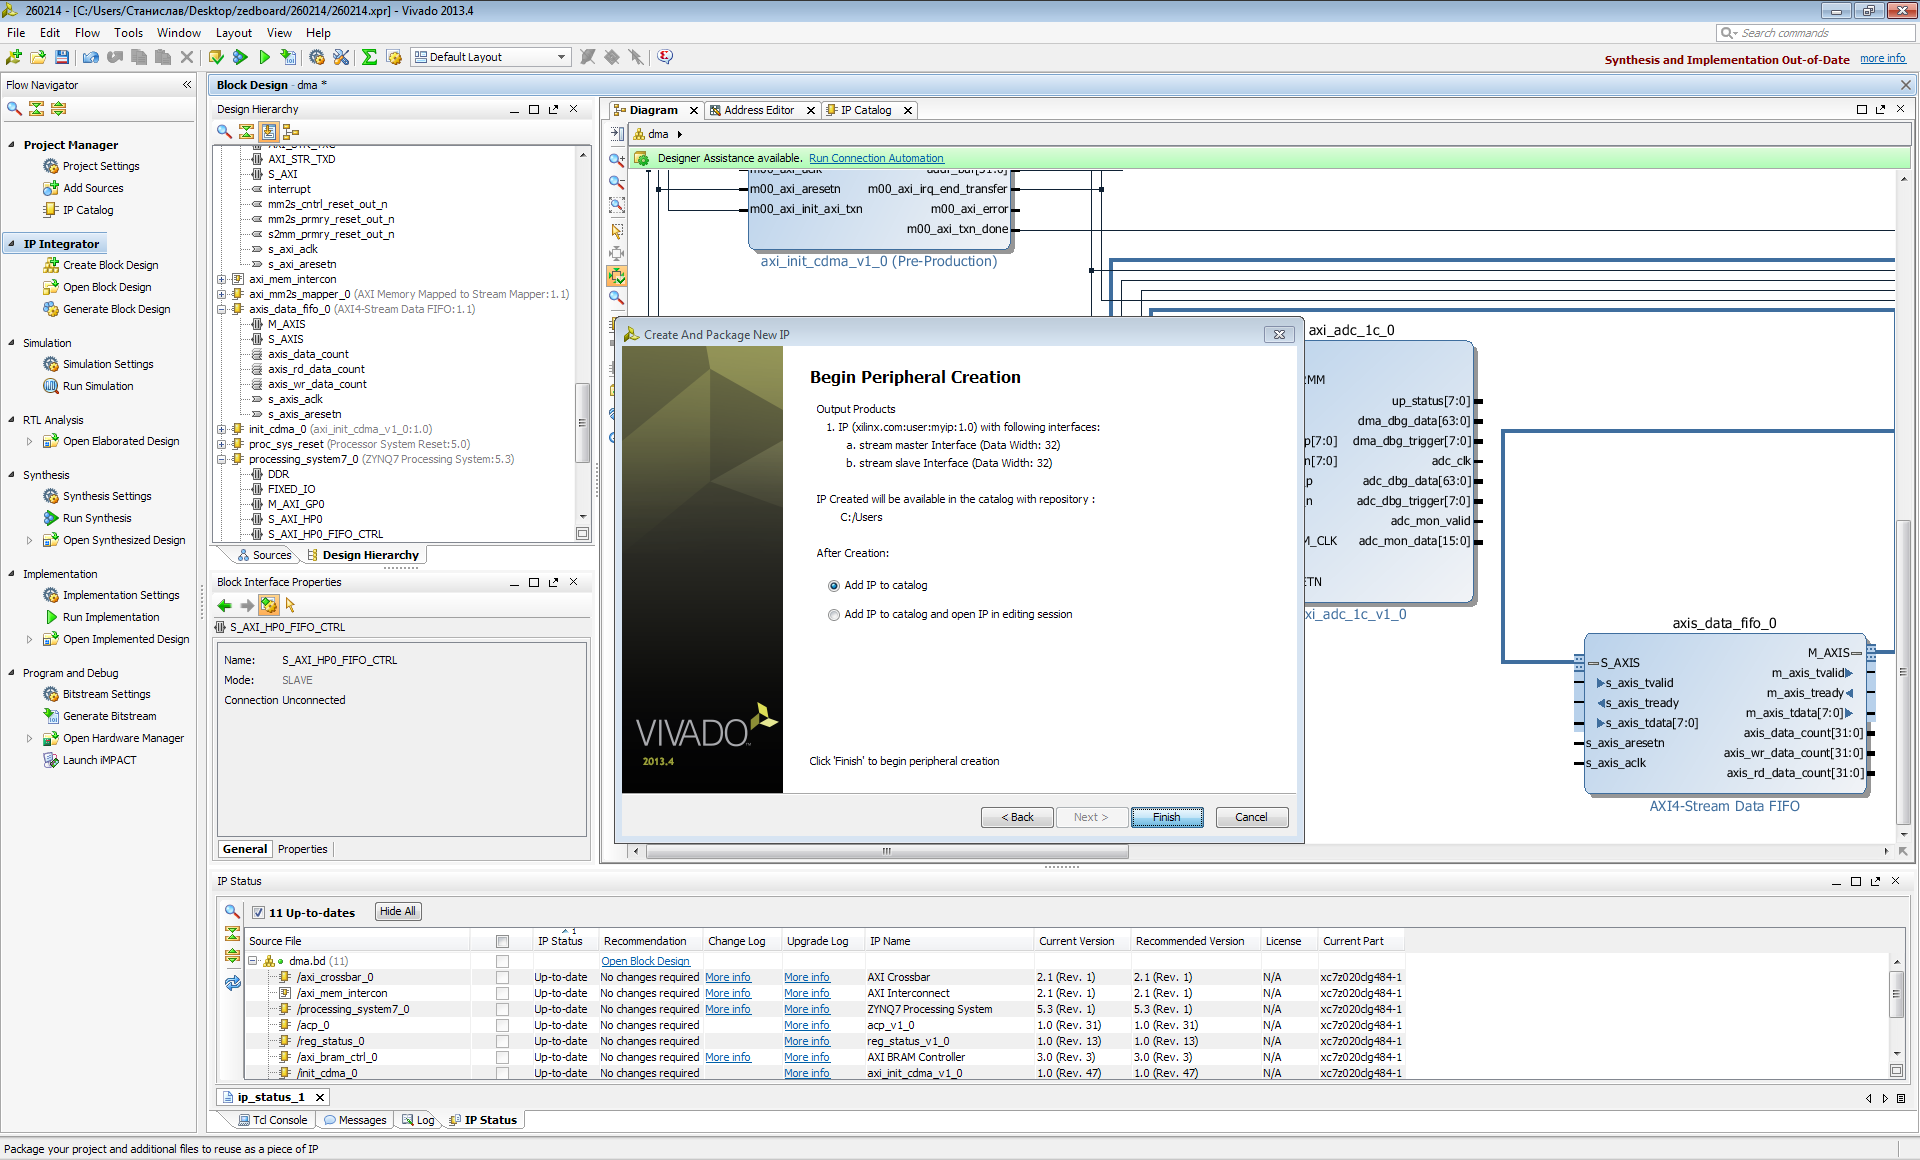 260214 - [C:/Users/Станислав/Desktop/zedboard/260214/260214.xpr] - Vivado 2013.4
File Edit Flow Tools Window Layout View Help
Search commands
Default Layout
Synthesis and Implementation Out-of-Date more info
Flow Navigator
Project Manager
Project Settings
Add Sources
IP Catalog
IP Integrator
Create Block Design
Open Block Design
Generate Block Design
Simulation
Simulation Settings
Run Simulation
RTL Analysis
Open Elaborated Design
Synthesis
Synthesis Settings
Run Synthesis
Open Synthesized Design
Implementation
Implementation Settings
Run Implementation
Open Implemented Design
Program and Debug
Bitstream Settings
Generate Bitstream
Open Hardware Manager
Launch iMPACT
Block Design - dma *
Design Hierarchy
AXI_STR_TXC
AXI_STR_TXD
S_AXI
interrupt
mm2s_cntrl_reset_out_n
mm2s_prmry_reset_out_n
s2mm_prmry_reset_out_n
s_axi_aclk
s_axi_aresetn
axi_mem_intercon
axi_mm2s_mapper_0 (AXI Memory Mapped to Stream Mapper:1.1)
axis_data_fifo_0 (AXI4-Stream Data FIFO:1.1)
M_AXIS
S_AXIS
axis_data_count
axis_rd_data_count
axis_wr_data_count
s_axis_aclk
s_axis_aresetn
init_cdma_0 (axi_init_cdma_v1_0:1.0)
proc_sys_reset (Processor System Reset:5.0)
processing_system7_0 (ZYNQ7 Processing System:5.3)
DDR
FIXED_IO
M_AXI_GP0
S_AXI_HP0
S_AXI_HP0_FIFO_CTRL
Sources Design Hierarchy
Block Interface Properties
S_AXI_HP0_FIFO_CTRL
Name: S_AXI_HP0_FIFO_CTRL
Mode: SLAVE
Connection Unconnected
General Properties
Diagram Address Editor IP Catalog
dma
Designer Assistance available. Run Connection Automation
m00_axi_aclk addr_bar[31:0]
m00_axi_aresetn m00_axi_irq_end_transfer
m00_axi_init_axi_txn m00_axi_error
m00_axi_txn_done
axi_init_cdma_v1_0 (Pre-Production)
Create And Package New IP
Begin Peripheral Creation
Output Products
1. IP (xilinx.com:user:myip:1.0) with following interfaces:
a. stream master Interface (Data Width: 32)
b. stream slave Interface (Data Width: 32)
IP Created will be available in the catalog with repository :
C:/Users
After Creation:
Add IP to catalog
Add IP to catalog and open IP in editing session
VIVADO
2013.4
Click 'Finish' to begin peripheral creation
< Back Next > Finish Cancel
axi_adc_1c_0
RMM
up_status[7:0]
dma_dbg_data[63:0]
p[7:0] dma_dbg_trigger[7:0]
n[7:0] adc_clk
p adc_dbg_data[63:0]
n adc_dbg_trigger[7:0]
adc_mon_valid
M_CLK adc_mon_data[15:0]
ETN
xi_adc_1c_v1_0
axis_data_fifo_0
S_AXIS M_AXIS
s_axis_tvalid m_axis_tvalid
s_axis_tready m_axis_tready
s_axis_tdata[7:0] m_axis_tdata[7:0]
s_axis_aresetn axis_data_count[31:0]
s_axis_aclk axis_wr_data_count[31:0]
axis_rd_data_count[31:0]
AXI4-Stream Data FIFO
IP Status
11 Up-to-dates Hide All
Source File IP Status 1 Recommendation Change Log Upgrade Log IP Name Current Version Recommended Version License Current Part
dma.bd (11) Open Block Design
/axi_crossbar_0 Up-to-date No changes required More info More info AXI Crossbar 2.1 (Rev. 1) 2.1 (Rev. 1) N/A xc7z020clg484-1
/axi_mem_intercon Up-to-date No changes required More info More info AXI Interconnect 2.1 (Rev. 1) 2.1 (Rev. 1) N/A xc7z020clg484-1
/processing_system7_0 Up-to-date No changes required More info More info ZYNQ7 Processing System 5.3 (Rev. 1) 5.3 (Rev. 1) N/A xc7z020clg484-1
/acp_0 Up-to-date No changes required More info acp_v1_0 1.0 (Rev. 31) 1.0 (Rev. 31) N/A xc7z020clg484-1
/reg_status_0 Up-to-date No changes required More info reg_status_v1_0 1.0 (Rev. 13) 1.0 (Rev. 13) N/A xc7z020clg484-1
/axi_bram_ctrl_0 Up-to-date No changes required More info More info AXI BRAM Controller 3.0 (Rev. 3) 3.0 (Rev. 3) N/A xc7z020clg484-1
/init_cdma_0 Up-to-date No changes required More info axi_init_cdma_v1_0 1.0 (Rev. 47) 1.0 (Rev. 47) N/A xc7z020clg484-1
ip_status_1
Tcl Console Messages Log IP Status
Package your project and additional files to reuse as a piece of IP